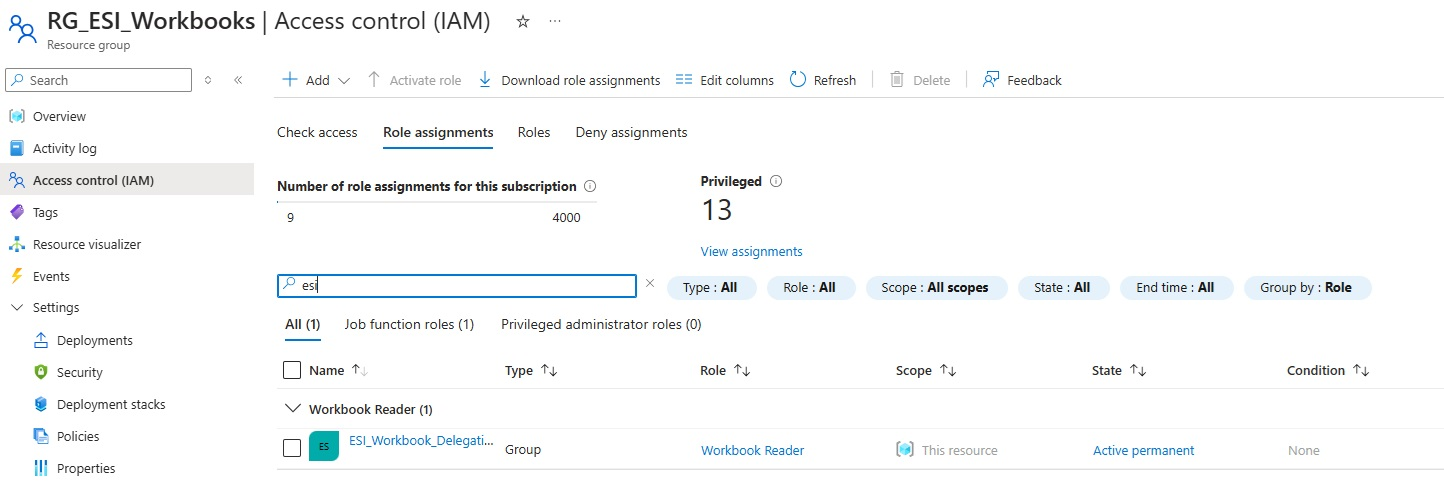 RG_ESI_Workbooks | Access control (IAM)
Resource group
Search
Add
Activate role
Download role assignments
Edit columns
Refresh
Delete
Feedback
Overview
Activity log
Access control (IAM)
Tags
Resource visualizer
Events
Settings
Deployments
Security
Deployment stacks
Policies
Properties
Check access Role assignments Roles Deny assignments
Number of role assignments for this subscription
9 4000
Privileged
13
View assignments
esi
Type : All
Role : All
Scope : All scopes
State : All
End time : All
Group by : Role
All (1) Job function roles (1) Privileged administrator roles (0)
Name Type Role Scope State Condition
Workbook Reader (1)
ES ESI_Workbook_Delegati... Group Workbook Reader This resource Active permanent None